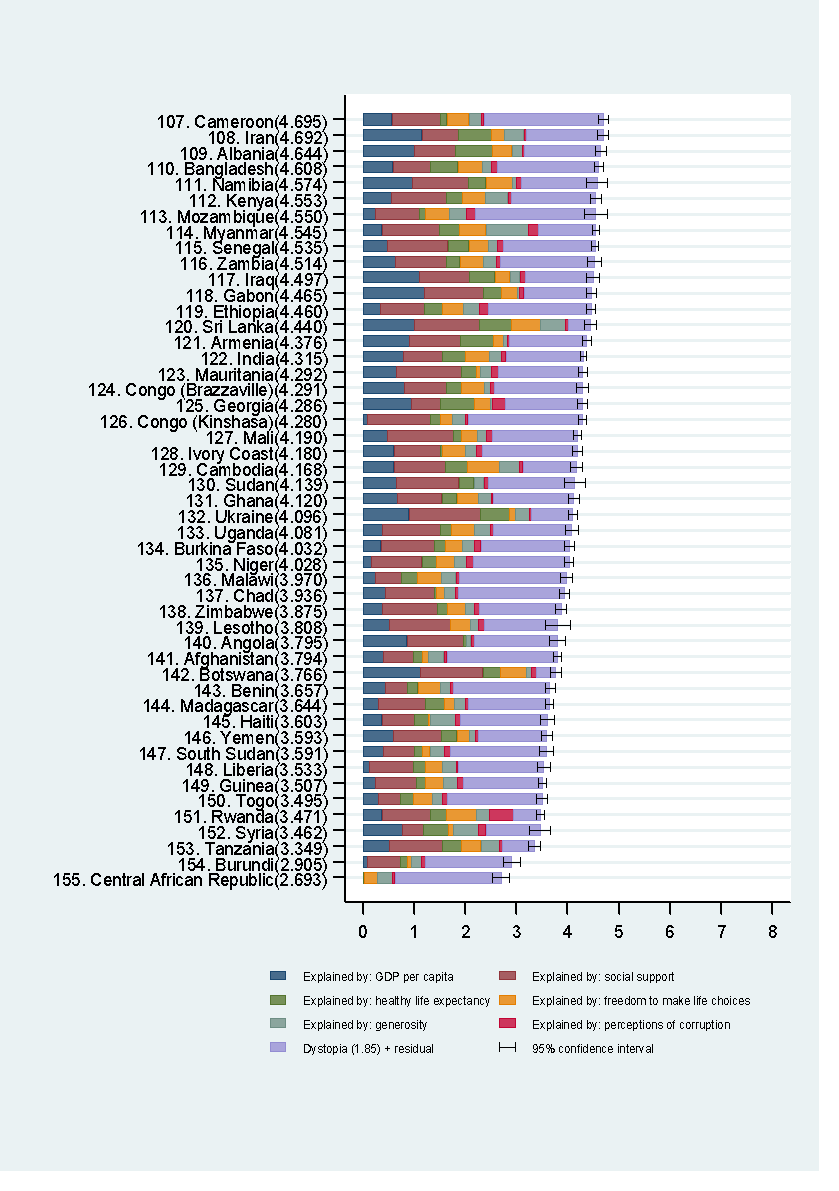 107. Cameroon(4.695)
108. Iran(4.692)
109. Albania(4.644)
110. Bangladesh(4.608)
111. Namibia(4.574)
112. Kenya(4.553)
113. Mozambique(4.550)
114. Myanmar(4.545)
115. Senegal(4.535)
116. Zambia(4.514)
117. Iraq(4.497)
118. Gabon(4.465)
119. Ethiopia(4.460)
120. Sri Lanka(4.440)
121. Armenia(4.376)
122. India(4.315)
123. Mauritania(4.292)
124. Congo (Brazzaville)(4.291)
125. Georgia(4.286)
126. Congo (Kinshasa)(4.280)
127. Mali(4.190)
128. Ivory Coast(4.180)
129. Cambodia(4.168)
130. Sudan(4.139)
131. Ghana(4.120)
132. Ukraine(4.096)
133. Uganda(4.081)
134. Burkina Faso(4.032)
135. Niger(4.028)
136. Malawi(3.970)
137. Chad(3.936)
138. Zimbabwe(3.875)
139. Lesotho(3.808)
140. Angola(3.795)
141. Afghanistan(3.794)
142. Botswana(3.766)
143. Benin(3.657)
144. Madagascar(3.644)
145. Haiti(3.603)
146. Yemen(3.593)
147. South Sudan(3.591)
148. Liberia(3.533)
149. Guinea(3.507)
150. Togo(3.495)
151. Rwanda(3.471)
152. Syria(3.462)
153. Tanzania(3.349)
154. Burundi(2.905)
155. Central African Republic(2.693)
0 1 2 3 4 5 6 7 8
Explained by: GDP per capita
Explained by: social support
Explained by: healthy life expectancy
Explained by: freedom to make life choices
Explained by: generosity
Explained by: perceptions of corruption
Dystopia (1.85) + residual
95% confidence interval